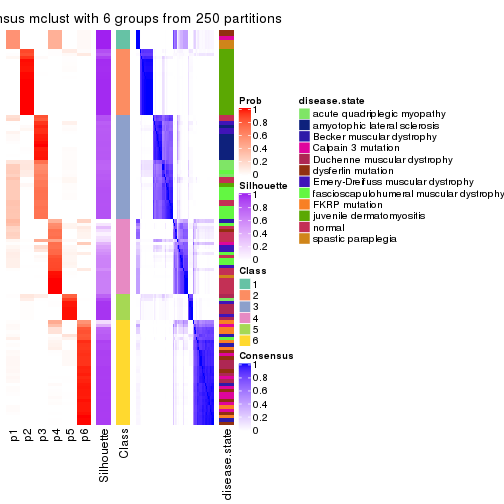 sus mclust with 6 groups from 250 partitions
p1
p2
p3
p4
p5
p6
Silhouette
Class
disease.state
Prob
1
0.8
0.6
0.4
0.2
0
Silhouette
1
0.8
0.6
0.4
0.2
0
Class
1
2
3
4
5
6
Consensus
1
0.8
0.6
0.4
0.2
0
disease.state
acute quadriplegic myopathy
amyotophic lateral sclerosis
Becker muscular dystrophy
Calpain 3 mutation
Duchenne muscular dystrophy
dysferlin mutation
Emery-Dreifuss muscular dystrophy
fascioscapulohumeral muscular dystrophy
FKRP mutation
juvenile dermatomyositis
normal
spastic paraplegia